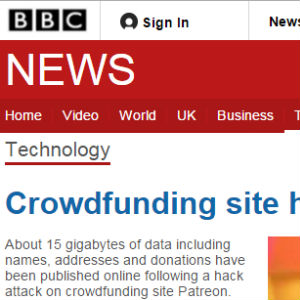 BBC Sign In News
NEWS
Home Video World UK Business
Technology
Crowdfunding site
About 15 gigabytes of data including
names, addresses and donations have
been published online following a hack
attack on crowdfunding site Patreon.